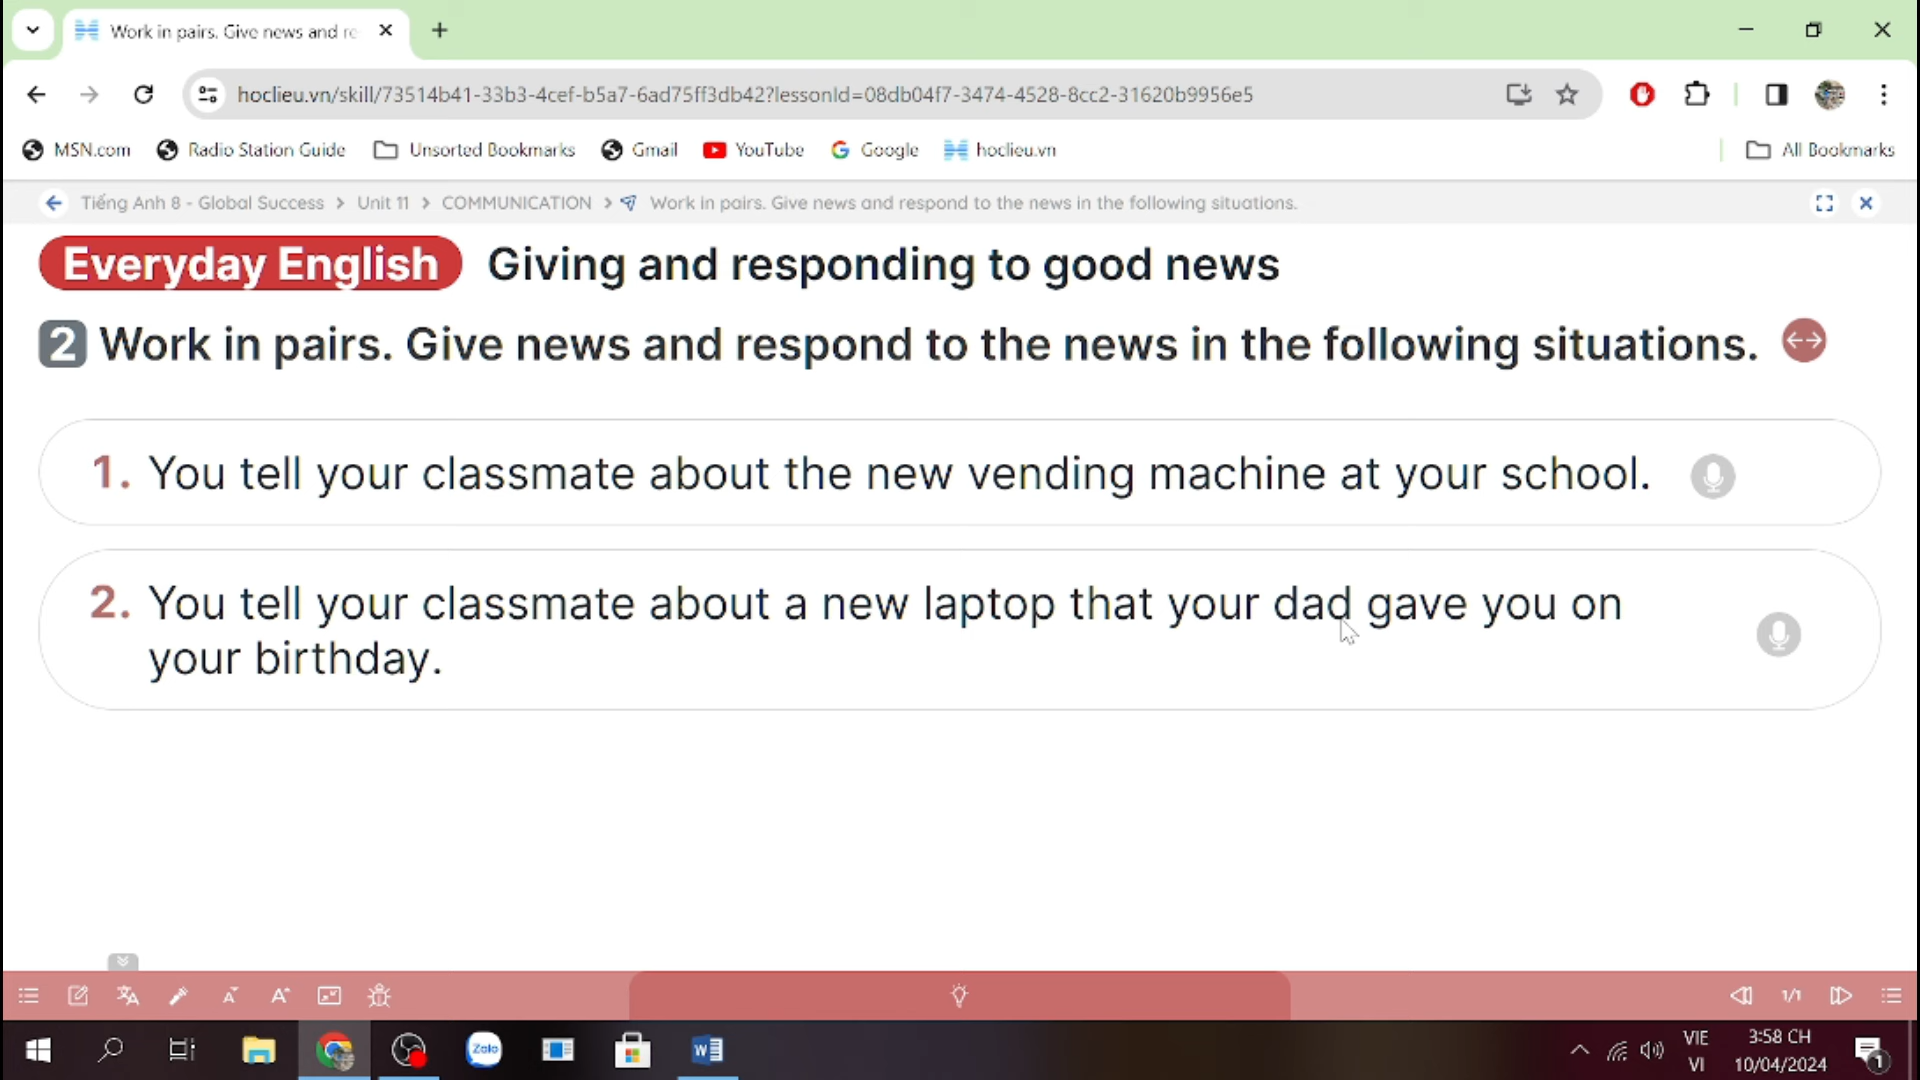 Work in pairs. Give news and re
hoclieu.vn/skill/73514b41-33b3-4cef-b5a7-6ad75ff3db42?lessonId=08db04f7-3474-4528-8cc2-31620b9956e5
MSN.com Radio Station Guide Unsorted Bookmarks Gmail YouTube Google hoclieu.vn All Bookmarks
Tiếng Anh 8 - Global Success > Unit 11 > COMMUNICATION > Work in pairs. Give news and respond to the news in the following situations.
Everyday English Giving and responding to good news
2 Work in pairs. Give news and respond to the news in the following situations.
1. You tell your classmate about the new vending machine at your school.
2. You tell your classmate about a new laptop that your dad gave you on
your birthday.
1/1
Zalo
VIE 3:58 CH
VI 10/04/2024 1